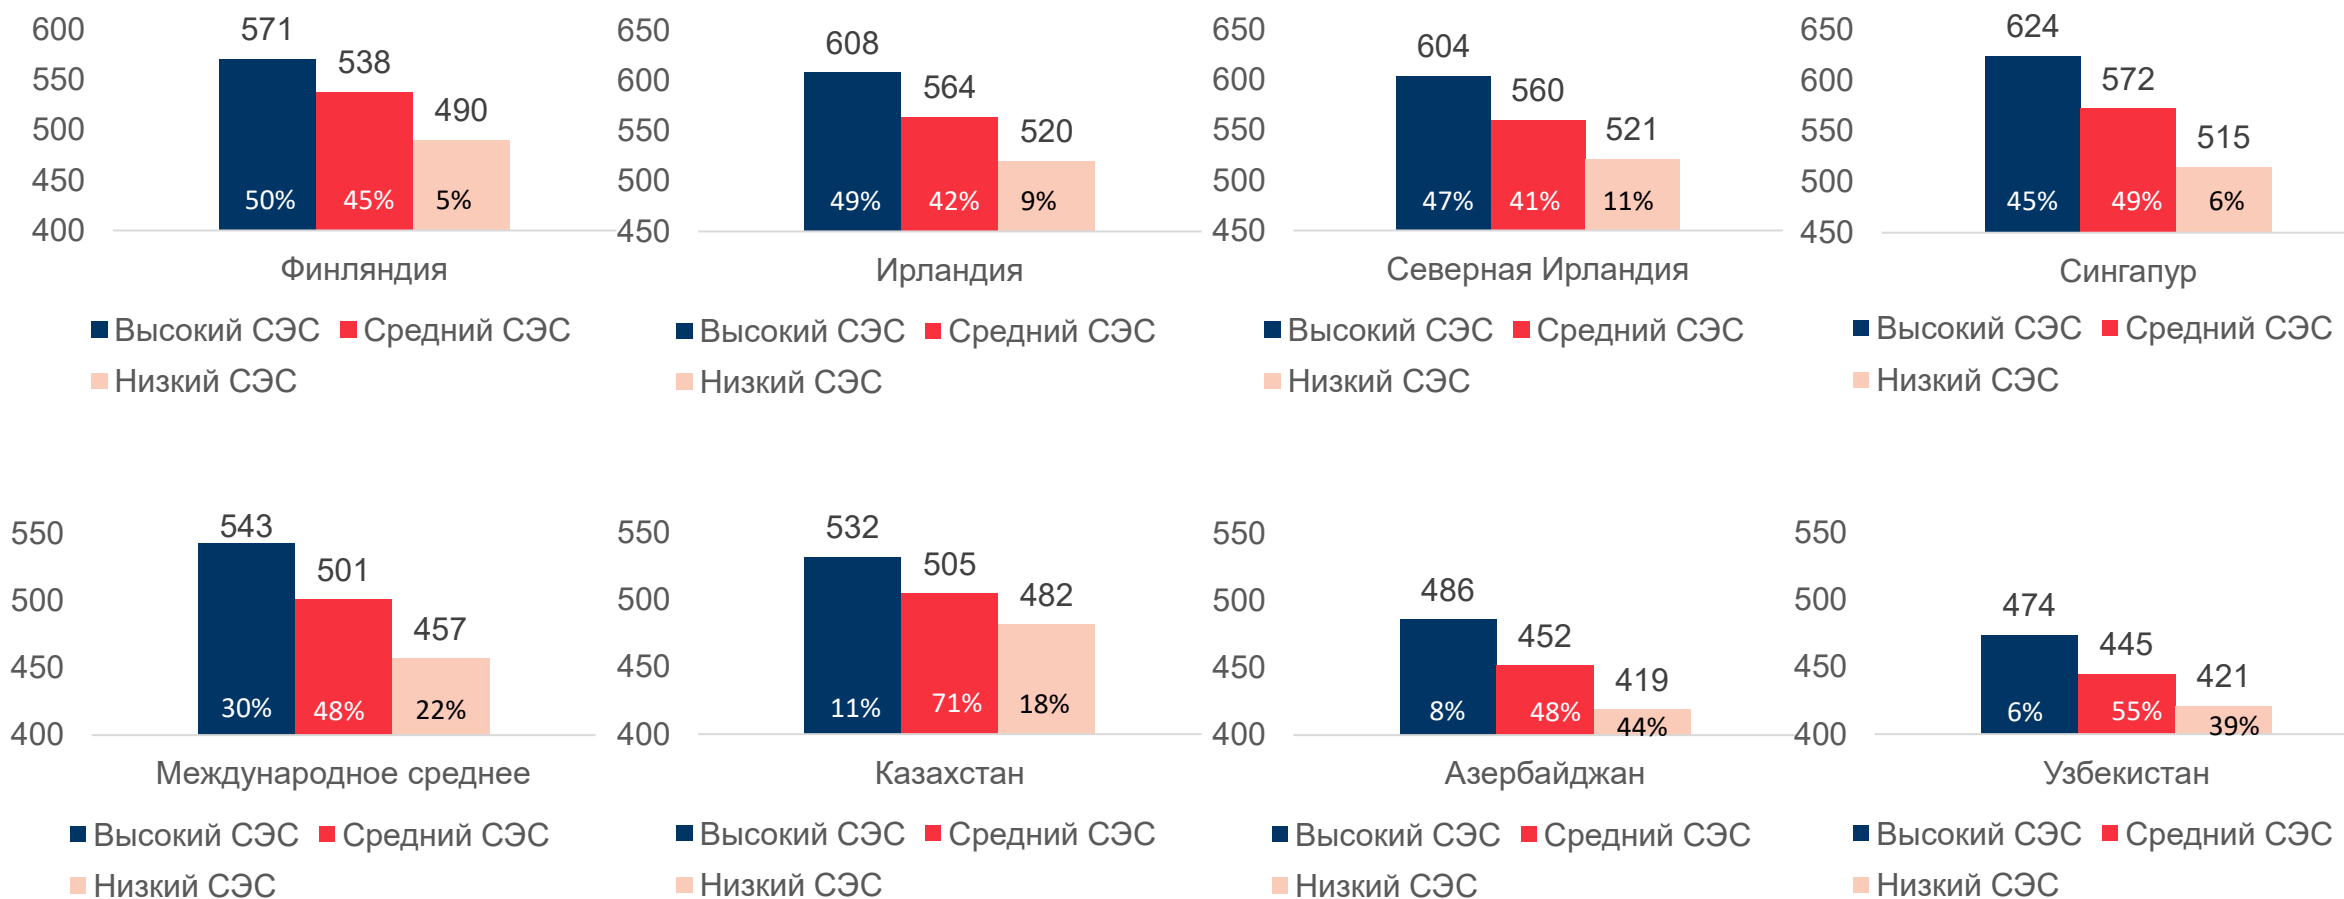 600
550
500
450
400
571
538
490
50%
45%
5%
Финляндия
Высокий СЭС
Средний СЭС
Низкий СЭС
650
600
550
500
450
608
564
520
49%
42%
9%
Ирландия
Высокий СЭС
Средний СЭС
Низкий СЭС
650
600
550
500
450
604
560
521
47%
41%
11%
Северная Ирландия
Высокий СЭС
Средний СЭС
Низкий СЭС
650
600
550
500
450
624
572
515
45%
49%
6%
Сингапур
Высокий СЭС
Средний СЭС
Низкий СЭС
550
500
450
400
543
501
457
30%
48%
22%
Международное среднее
Высокий СЭС
Средний СЭС
Низкий СЭС
550
500
450
400
532
505
482
11%
71%
18%
Казахстан
Высокий СЭС
Средний СЭС
Низкий СЭС
550
500
450
400
486
452
419
8%
48%
44%
Азербайджан
Высокий СЭС
Средний СЭС
Низкий СЭС
550
500
450
400
474
445
421
6%
55%
39%
Узбекистан
Высокий СЭС
Средний СЭС
Низкий СЭС